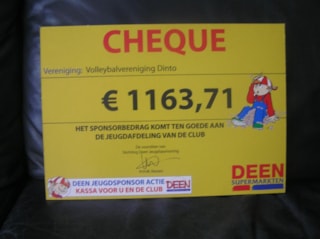 CHEQUE
Vereniging: Volleybalvereniging Dinto
€ 1163,71
HET SPONSORBEDRAG KOMT TEN GOEDE AAN
DE JEUGDAFDELING VAN DE CLUB
DEEN JEUGDSPONSOR ACTIE
KASSA VOOR U EN DE CLUB
DEEN
DEEN
SUPERMARKTEN